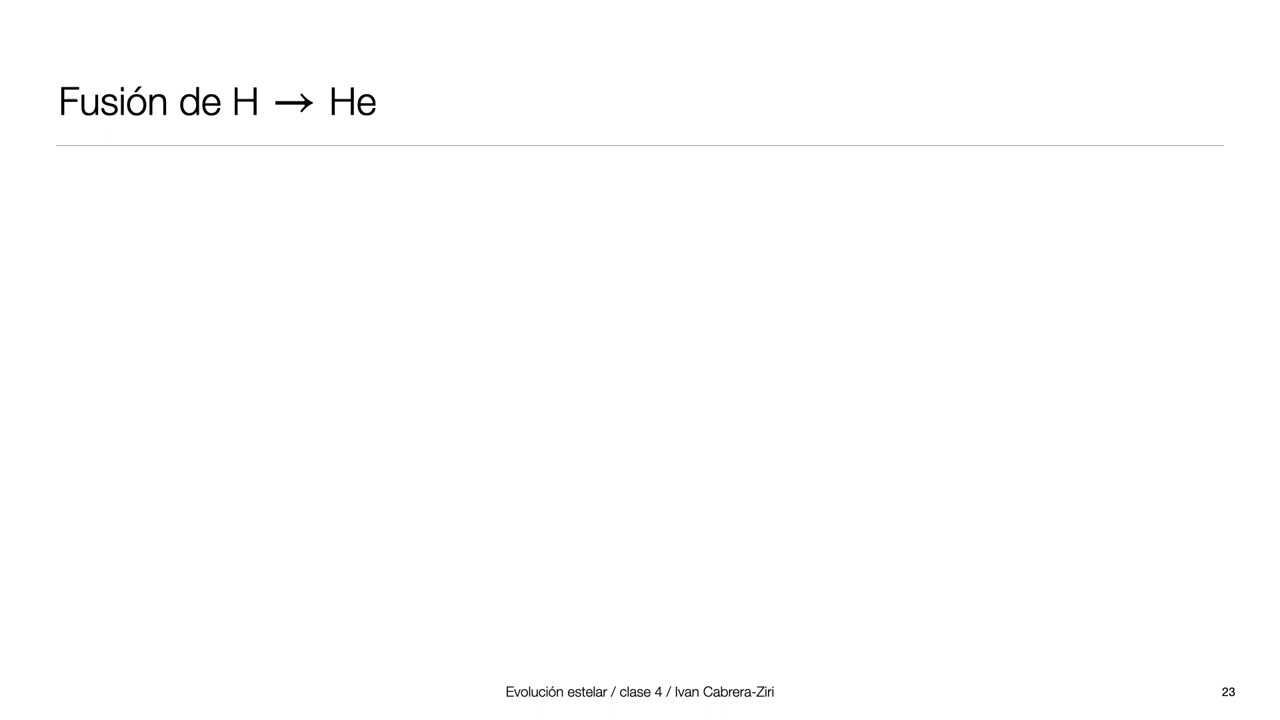 Fusión de H → He
Evolución estelar / clase 4 / Ivan Cabrera-Ziri
23